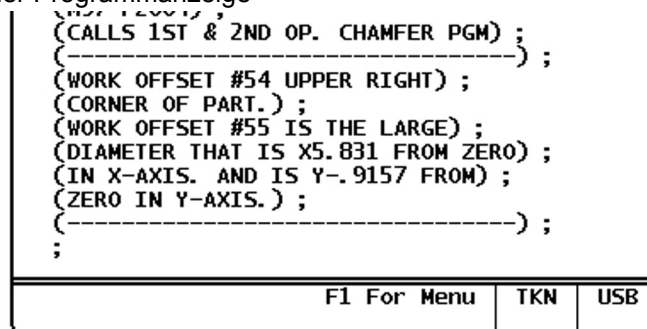 (CALLS 1ST & 2ND OP. CHAMFER PGM) ;
(----------------------------------) ;
(WORK OFFSET #54 UPPER RIGHT) ;
(CORNER OF PART.) ;
(WORK OFFSET #55 IS THE LARGE) ;
(DIAMETER THAT IS X5.831 FROM ZERO) ;
(IN X-AXIS. AND IS Y-.9157 FROM) ;
(ZERO IN Y-AXIS.) ;
(----------------------------------) ;
;
F1 For Menu TKN USB